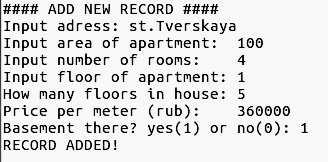 #### ADD NEW RECORD ####
Input adress: st.Tverskaya
Input area of apartment:  100
Input number of rooms:    4
Input floor of apartment: 1
How many floors in house: 5
Price per meter (rub):    360000
Basement there? yes(1) or no(0): 1
RECORD ADDED!